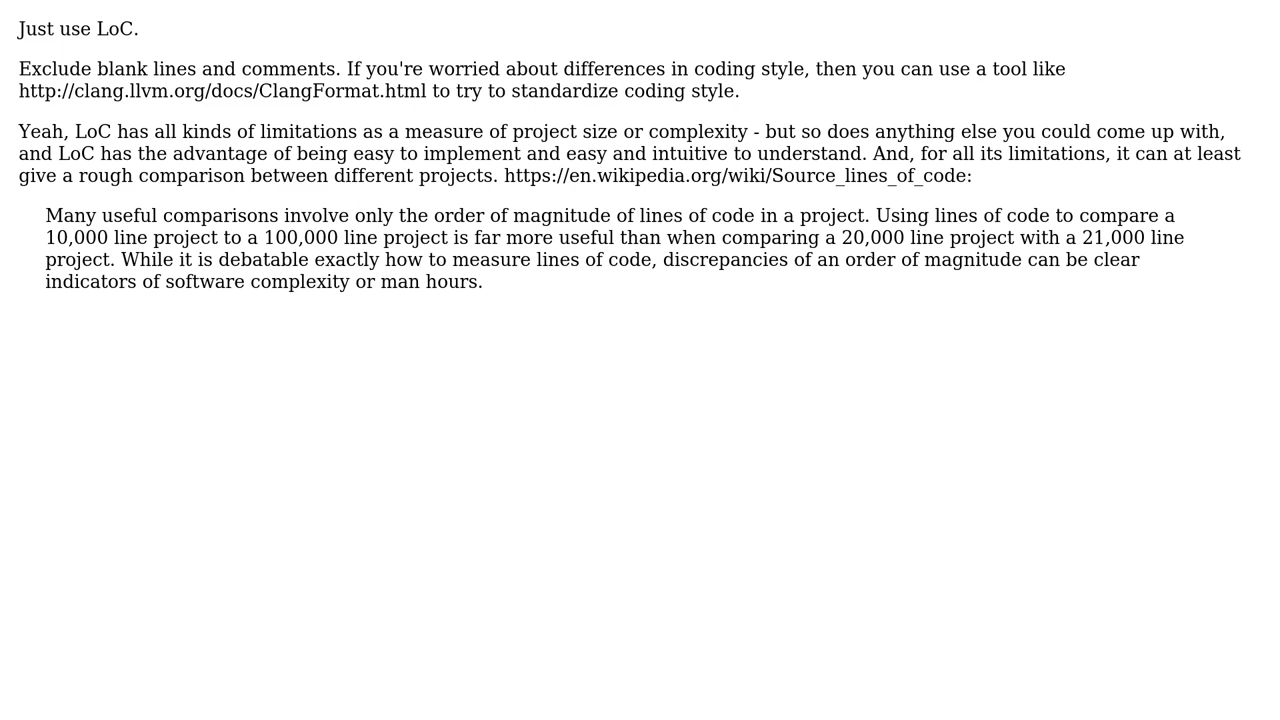 Just use LoC.
Exclude blank lines and comments. If you're worried about differences in coding style, then you can use a tool like
http://clang.llvm.org/docs/ClangFormat.html to try to standardize coding style.
Yeah, LoC has all kinds of limitations as a measure of project size or complexity - but so does anything else you could come up with,
and LoC has the advantage of being easy to implement and easy and intuitive to understand. And, for all its limitations, it can at least
give a rough comparison between different projects. https://en.wikipedia.org/wiki/Source_lines_of_code:
Many useful comparisons involve only the order of magnitude of lines of code in a project. Using lines of code to compare a
10,000 line project to a 100,000 line project is far more useful than when comparing a 20,000 line project with a 21,000 line
project. While it is debatable exactly how to measure lines of code, discrepancies of an order of magnitude can be clear
indicators of software complexity or man hours.